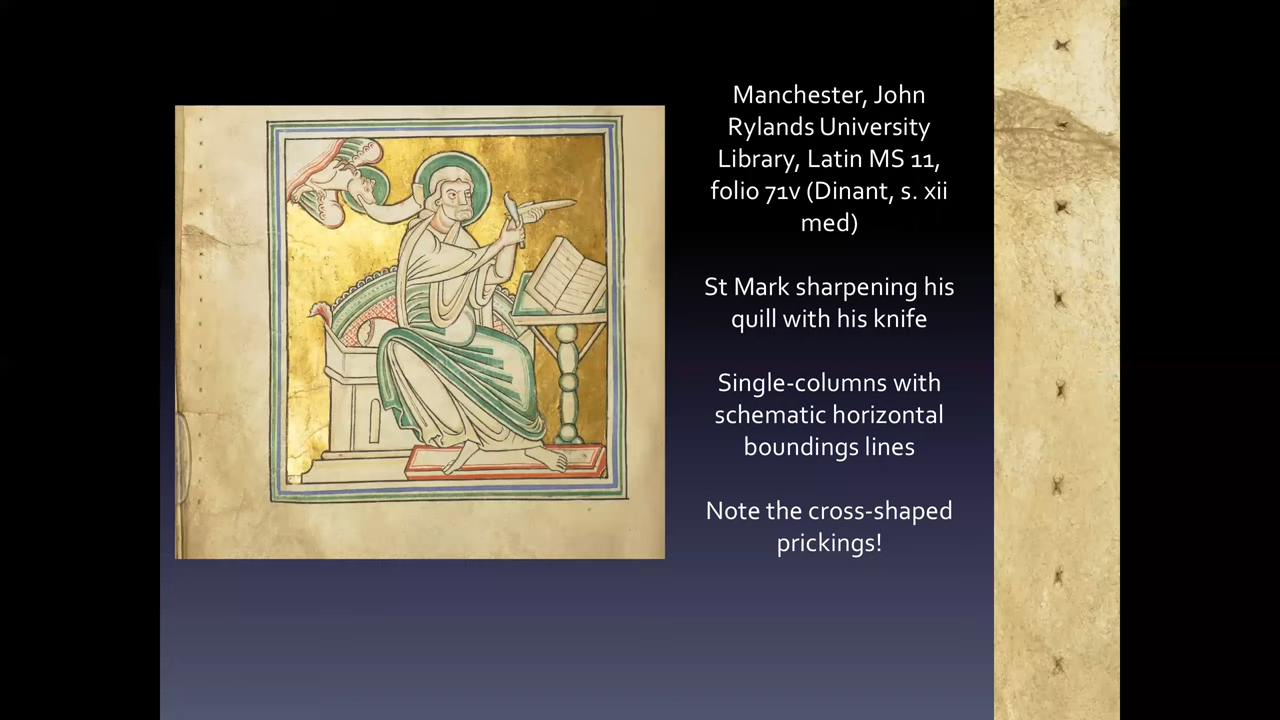 Manchester, John
Rylands University
Library, Latin MS 11,
folio 71v (Dinant, s. xii
med)
St Mark sharpening his
quill with his knife
Single-columns with
schematic horizontal
boundings lines
Note the cross-shaped
prickings!